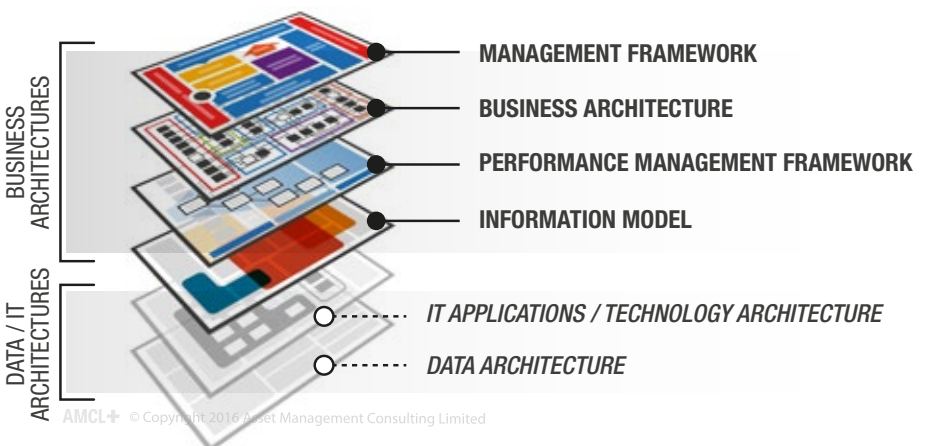 BUSINESS
ARCHITECTURES
MANAGEMENT FRAMEWORK
BUSINESS ARCHITECTURE
PERFORMANCE MANAGEMENT FRAMEWORK
INFORMATION MODEL
DATA / IT
ARCHITECTURES
IT APPLICATIONS / TECHNOLOGY ARCHITECTURE
DATA ARCHITECTURE
AMCL+ © Copyright 2016 Asset Management Consulting Limited